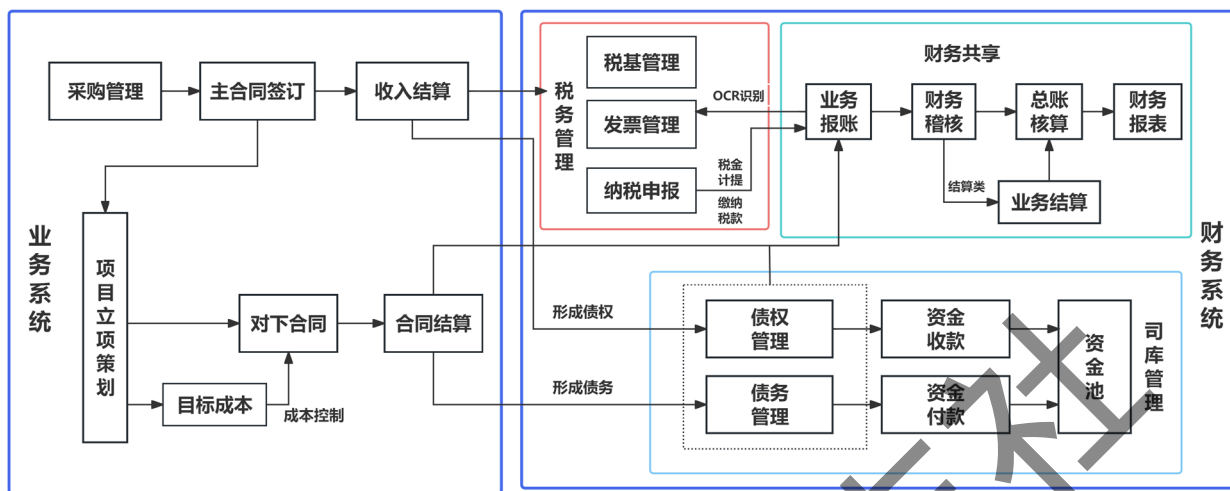 业务系统
采购管理
主合同签订
收入结算
项目立项策划
对下合同
合同结算
目标成本
成本控制
财务系统
税务管理
税基管理
发票管理
纳税申报
OCR识别
税金
计提
缴纳
税款
财务共享
业务
报账
财务
稽核
总账
核算
财务
报表
结算类
业务结算
形成债权
形成债务
债权
管理
资金
收款
债务
管理
资金
付款
资金池
司库管理
社